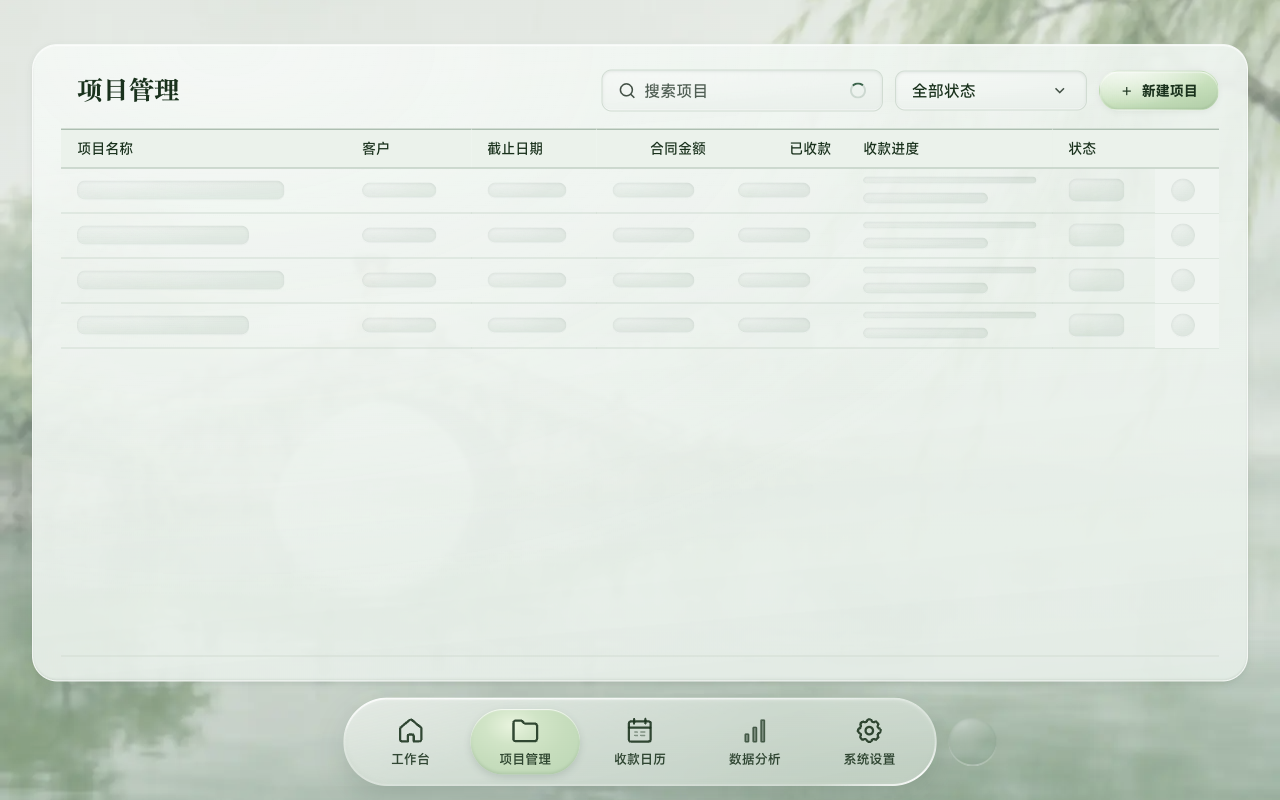 项目管理
搜索项目
全部状态
+ 新建项目
项目名称 客户 截止日期 合同金额 已收款 收款进度 状态
工作台 项目管理 收款日历 数据分析 系统设置